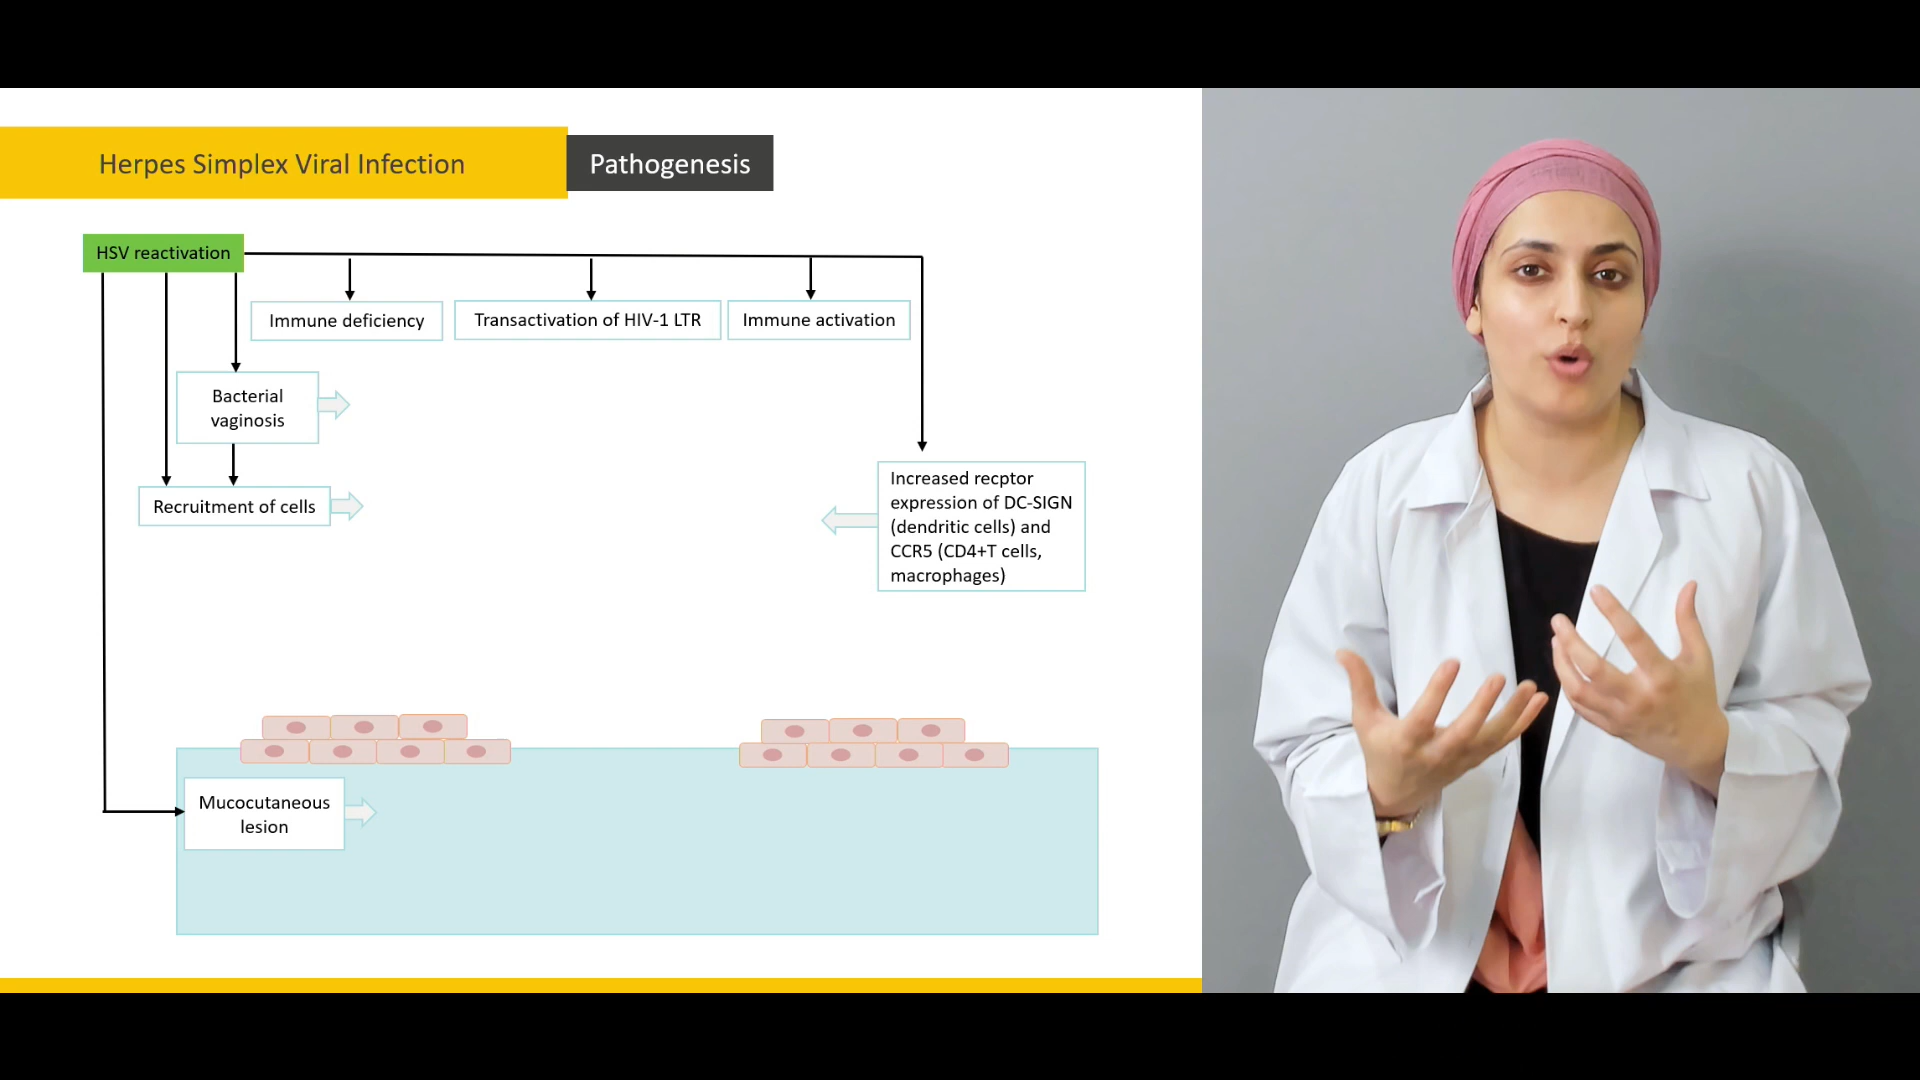 Herpes Simplex Viral Infection
Pathogenesis
HSV reactivation
Immune deficiency
Transactivation of HIV-1 LTR
Immune activation
Bacterial
vaginosis
Recruitment of cells
Increased recptor
expression of DC-SIGN
(dendritic cells) and
CCR5 (CD4+T cells,
macrophages)
Mucocutaneous
lesion